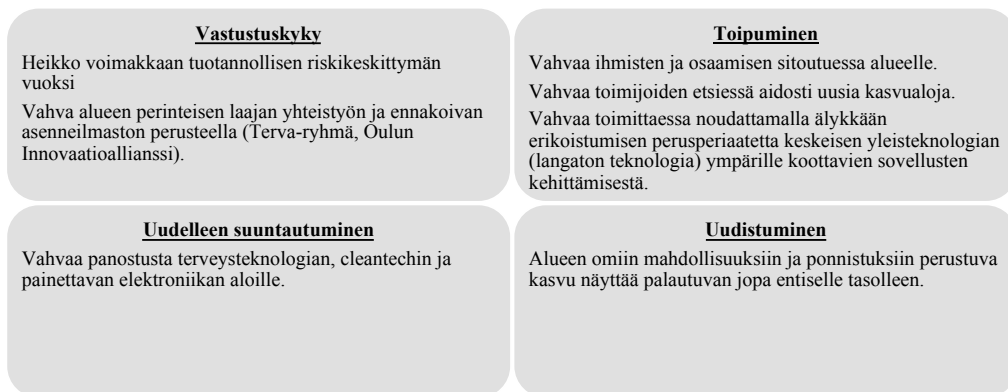 Vastustuskyky
Heikko voimakkaan tuotannollisen riskikeskittymän
vuoksi
Vahva alueen perinteisen laajan yhteistyön ja ennakoivan
asenneilmaston perusteella (Terva-ryhmä, Oulun
Innovaatioallianssi).
Toipuminen
Vahvaa ihmisten ja osaamisen sitoutuessa alueelle.
Vahvaa toimijoiden etsiessä aidosti uusia kasvualoja.
Vahvaa toimittaessa noudattamalla älykkään
erikoistumisen perusperiaatetta keskeisen yleisteknologian
(langaton teknologia) ympärille koottavien sovellusten
kehittämisestä.
Uudelleen suuntautuminen
Vahvaa panostusta terveysteknologian, cleantechin ja
painettavan elektroniikan aloille.
Uudistuminen
Alueen omiin mahdollisuuksiin ja ponnistuksiin perustuva
kasvu näyttää palautuvan jopa entiselle tasolleen.